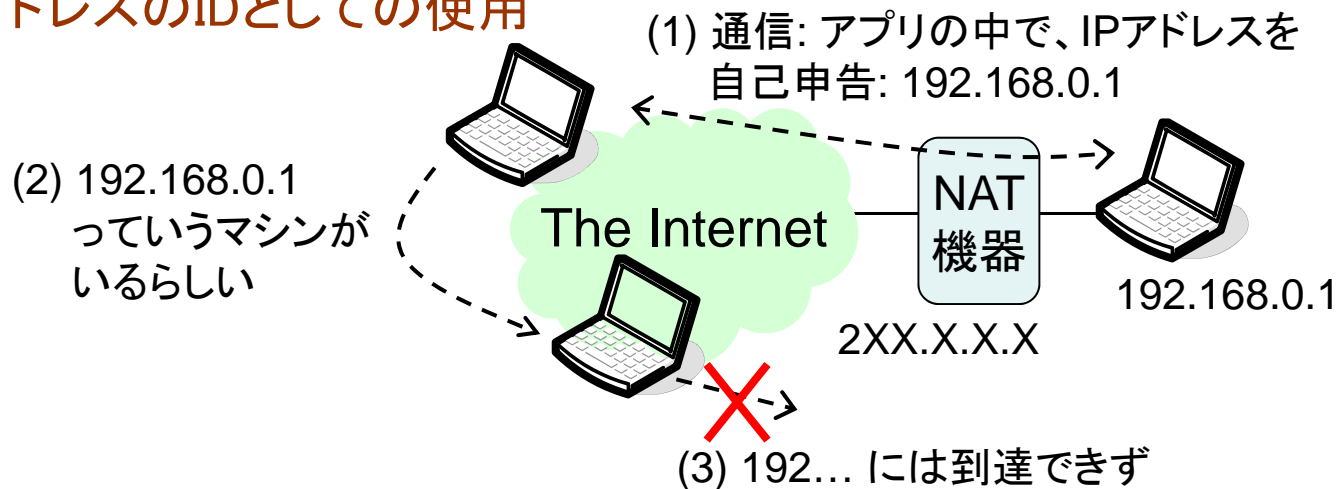 ドレスのIDとしての使用
(1) 通信: アプリの中で、IPアドレスを
自己申告: 192.168.0.1
(2) 192.168.0.1
っていうマシンが
いるらしい
The Internet
NAT
機器
192.168.0.1
2XX.X.X.X
(3) 192... には到達できず